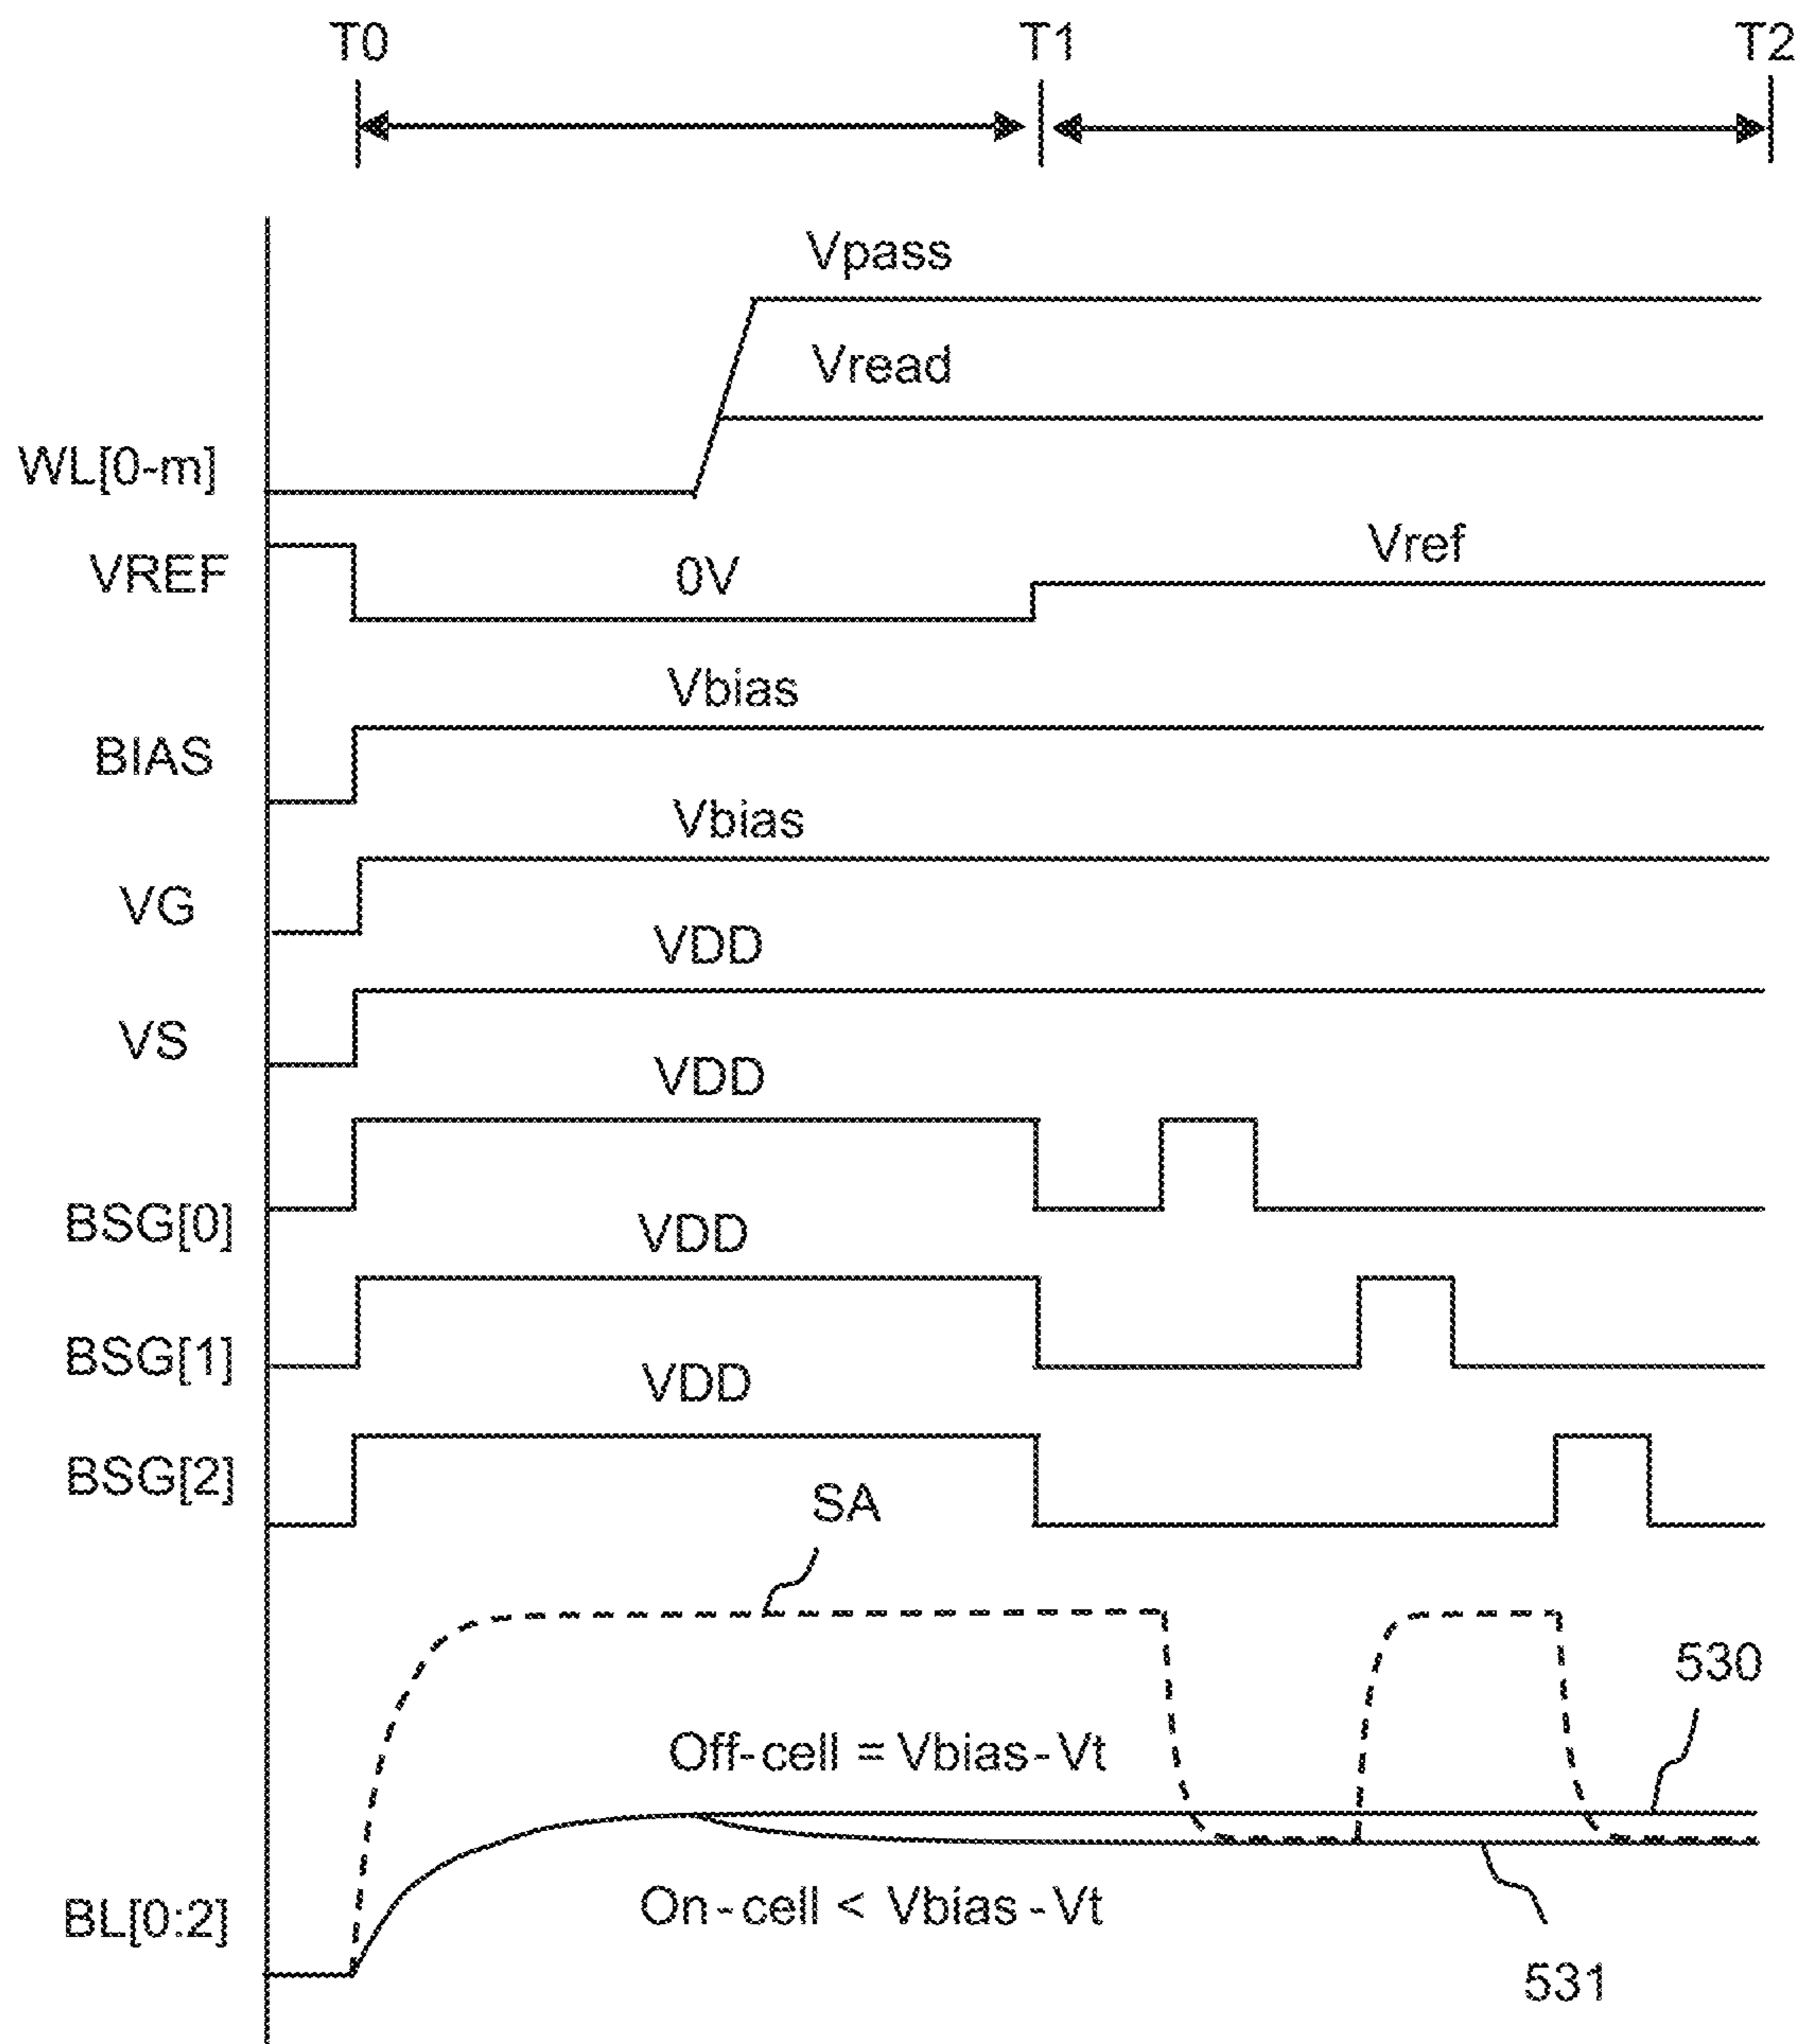 T0 T1 T2
Vpass
Vread
WL[0-m]
VREF 0V Vref
Vbias
BIAS
Vbias
VG
VDD
VS
VDD
BSG[0]
VDD
BSG[1]
VDD
BSG[2]
SA
530
Off-cell = Vbias-Vt
On-cell < Vbias-Vt
BL[0:2]
531